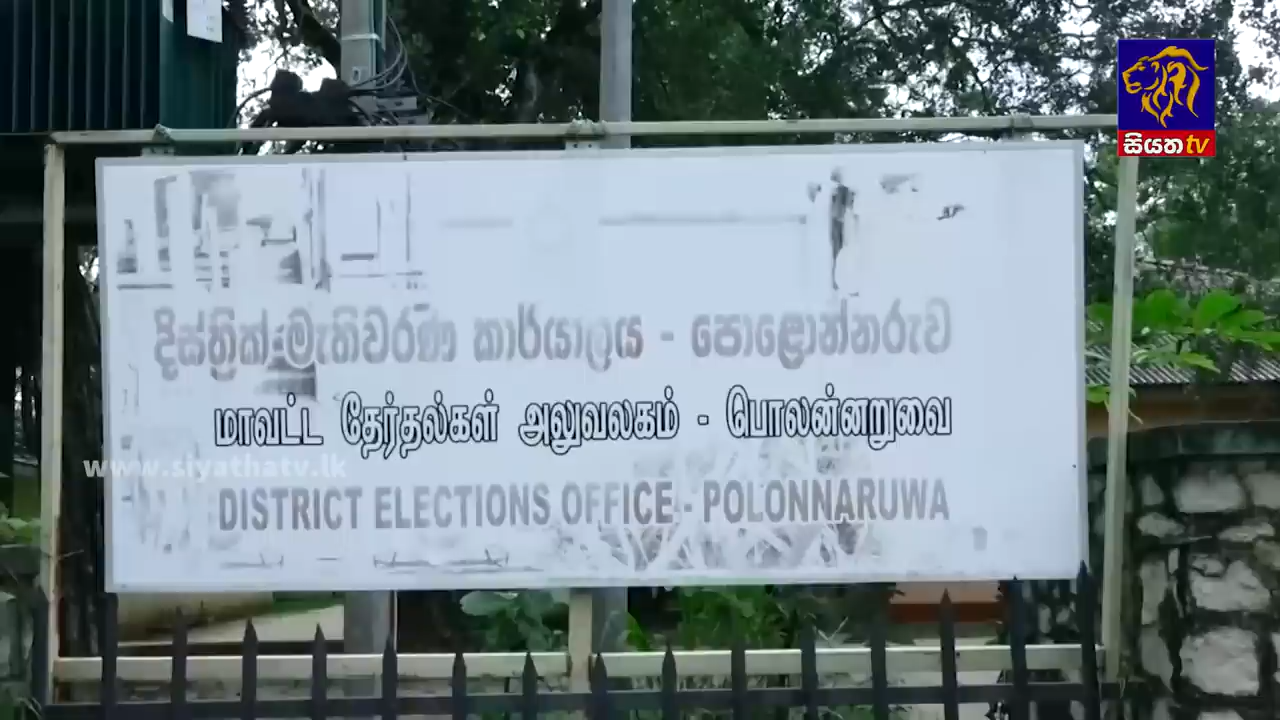 සියත tv
දිස්ත්‍රික් මැතිවරණ කාර්යාලය - පොළොන්නරුව
மாவட்ட தேர்தல்கள் அலுவலகம் - பொலன்னறுவை
www.siyathatv.lk
DISTRICT ELECTIONS OFFICE - POLONNARUWA